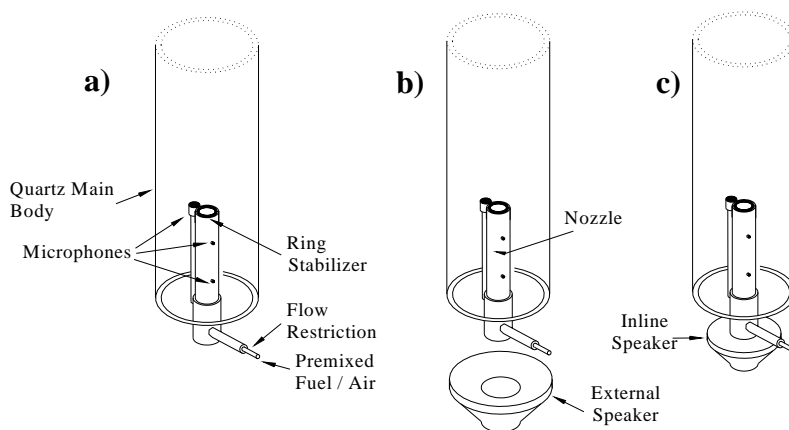 a)
Quartz Main
Body
Microphones
Ring
Stabilizer
Flow
Restriction
Premixed
Fuel / Air
b)
Nozzle
External
Speaker
c)
Inline
Speaker